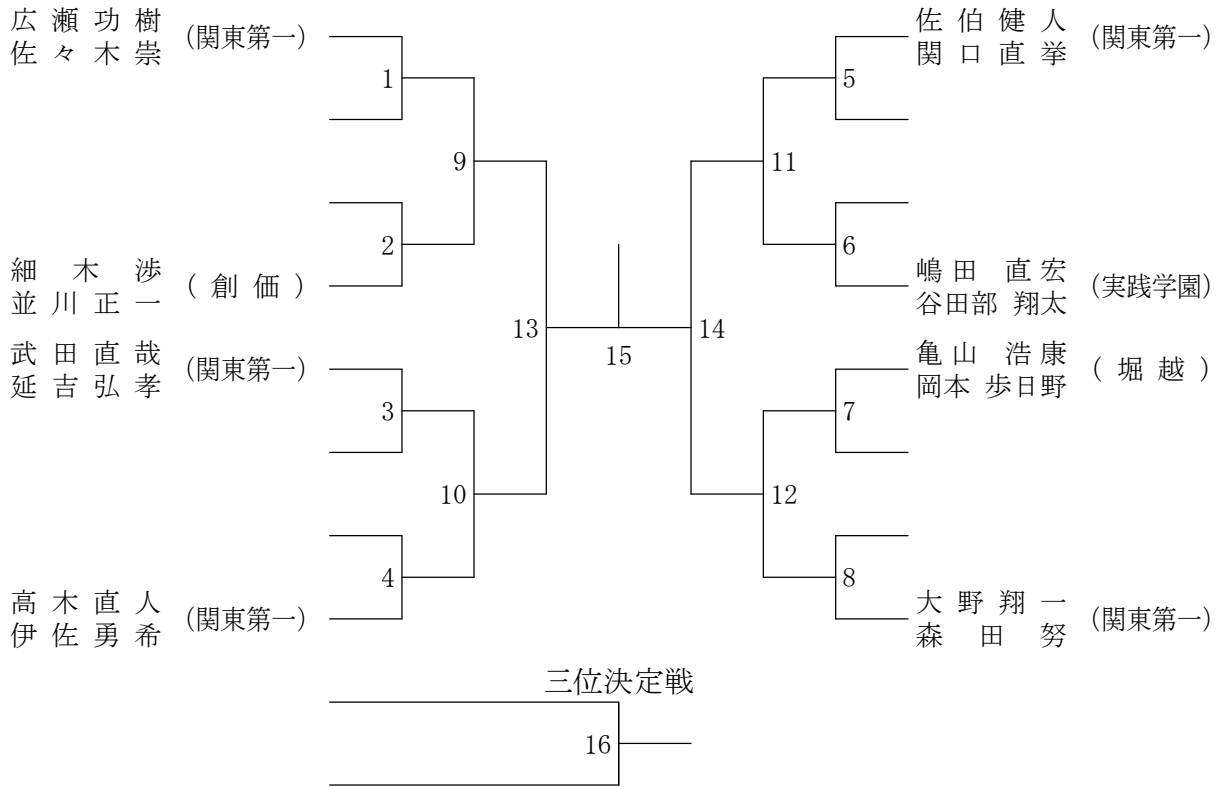 広瀬功樹
佐々木崇 (関東第一)
1
9
2
細木渉
並川正一 (創価)
13
武田直哉
延吉弘孝 (関東第一)
3
10
4
高木直人
伊佐勇希 (関東第一)
15
佐伯健人
関口直挙 (関東第一)
5
11
6
嶋田 直宏
谷田部 翔太 (実践学園)
14
亀山 浩康
岡本 歩日野 (堀越)
7
12
8
大野翔一
森田努 (関東第一)
三位決定戦
16